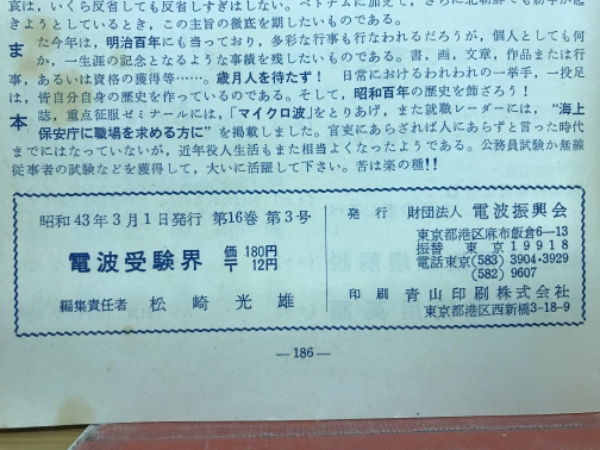 哀は、いくら反省しても反省しすぎはしない。ベトナムに加えて、さらに北朝鮮でも紛争が起
きようとしているとき、この主旨の徹底を期したいものである。
また今年は、明治百年にも当っており、多彩な行事も行なわれるだろうが、個人としても何
か、一生涯の記念となるような事績を残したいものである。書，画，文章，作品または行
事，あるいは資格の獲得等……。歳月人を待たず！ 日常におけるわれわれの一挙手，一投足
は，皆自分自身の歴史を作っているのである。そして，昭和百年の歴史を飾ろう！
本誌，重点征服ゼミナールには，「マイクロ波」をとりあげ，また就職レーダーには，“海上
保安庁に職場を求める方に”を掲載しました。官吏にあらざれば人にあらずと言った時代
までにはなっていないが，近年役人生活もまた相当よくなったようである。公務員試験か無線
従事者の試験などを獲得して，大いに活躍して下さい。苦は楽の種!!
昭和43年3月1日発行 第16巻 第3号
電波受験界 価 180円
〒 12円
編集責任者 松崎光雄
発行 財団法人 電波振興会
東京都港区麻布飯倉6—13
振替 東京19918
電話東京(583)3904•3929
(582)9607
印刷 青山印刷株式会社
東京都港区西新橋3-18-9
—186—